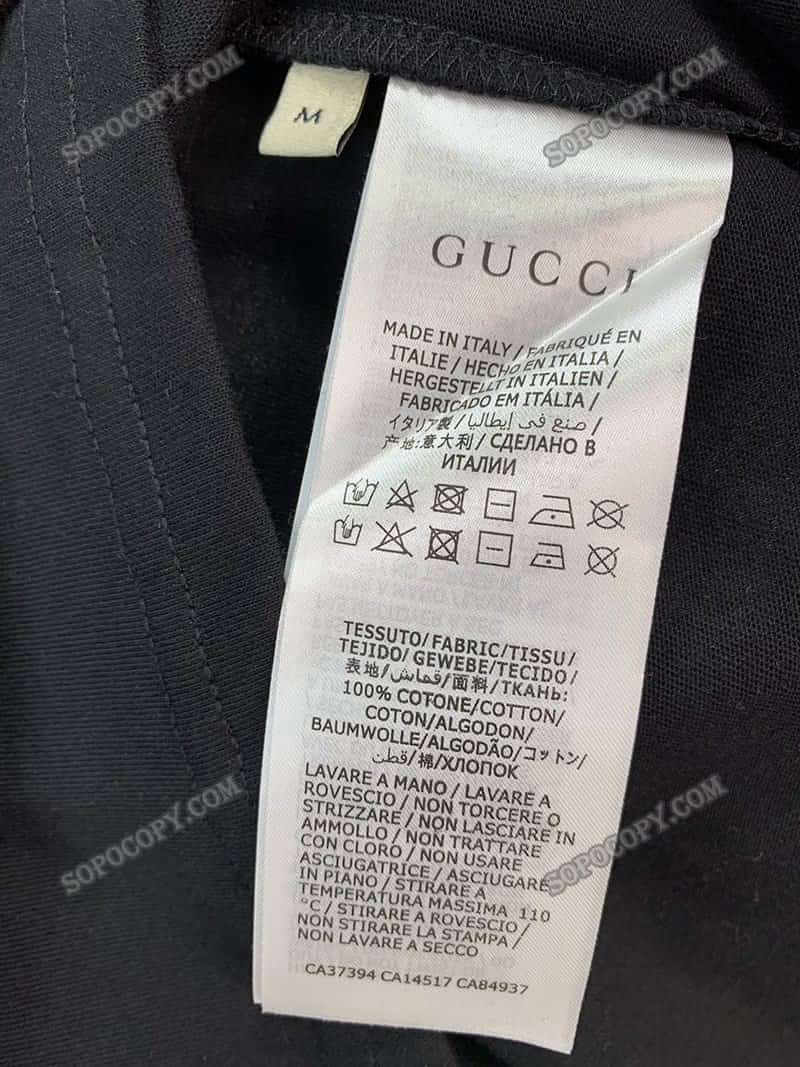 SOPOCOPY.COM
SOPOCOPY.COM
M
GUCCI
MADE IN ITALY / FABRIQUÉ EN
ITALIE / HECHO EN ITALIA /
HERGESTELLT IN ITALIEN /
FABRICADO EM ITÁLIA /
イタリア製 / صنع في إيطاليا /
产地:意大利 / СДЕЛАНО В
ИТАЛИИ
TESSUTO/FABRIC/TISSU/
TEJIDO/GEWEBE/TECIDO/
表地/قماش/面料/ТКАНЬ:
100% COTONE/COTTON/
COTON/ALGODON/
BAUMWOLLE/ALGODÃO/コットン/
قطن/棉/ХЛОПОК
LAVARE A MANO / LAVARE A
ROVESCIO / NON TORCERE O
STRIZZARE / NON LASCIARE IN
AMMOLLO / NON TRATTARE
CON CLORO / NON USARE
ASCIUGATRICE / ASCIUGARE
IN PIANO / STIRARE A
TEMPERATURA MASSIMA 110
°C / STIRARE A ROVESCIO /
NON STIRARE LA STAMPA /
NON LAVARE A SECCO
CA37394 CA14517 CA84937
SOPOCOPY.COM
SOPOCOPY.COM